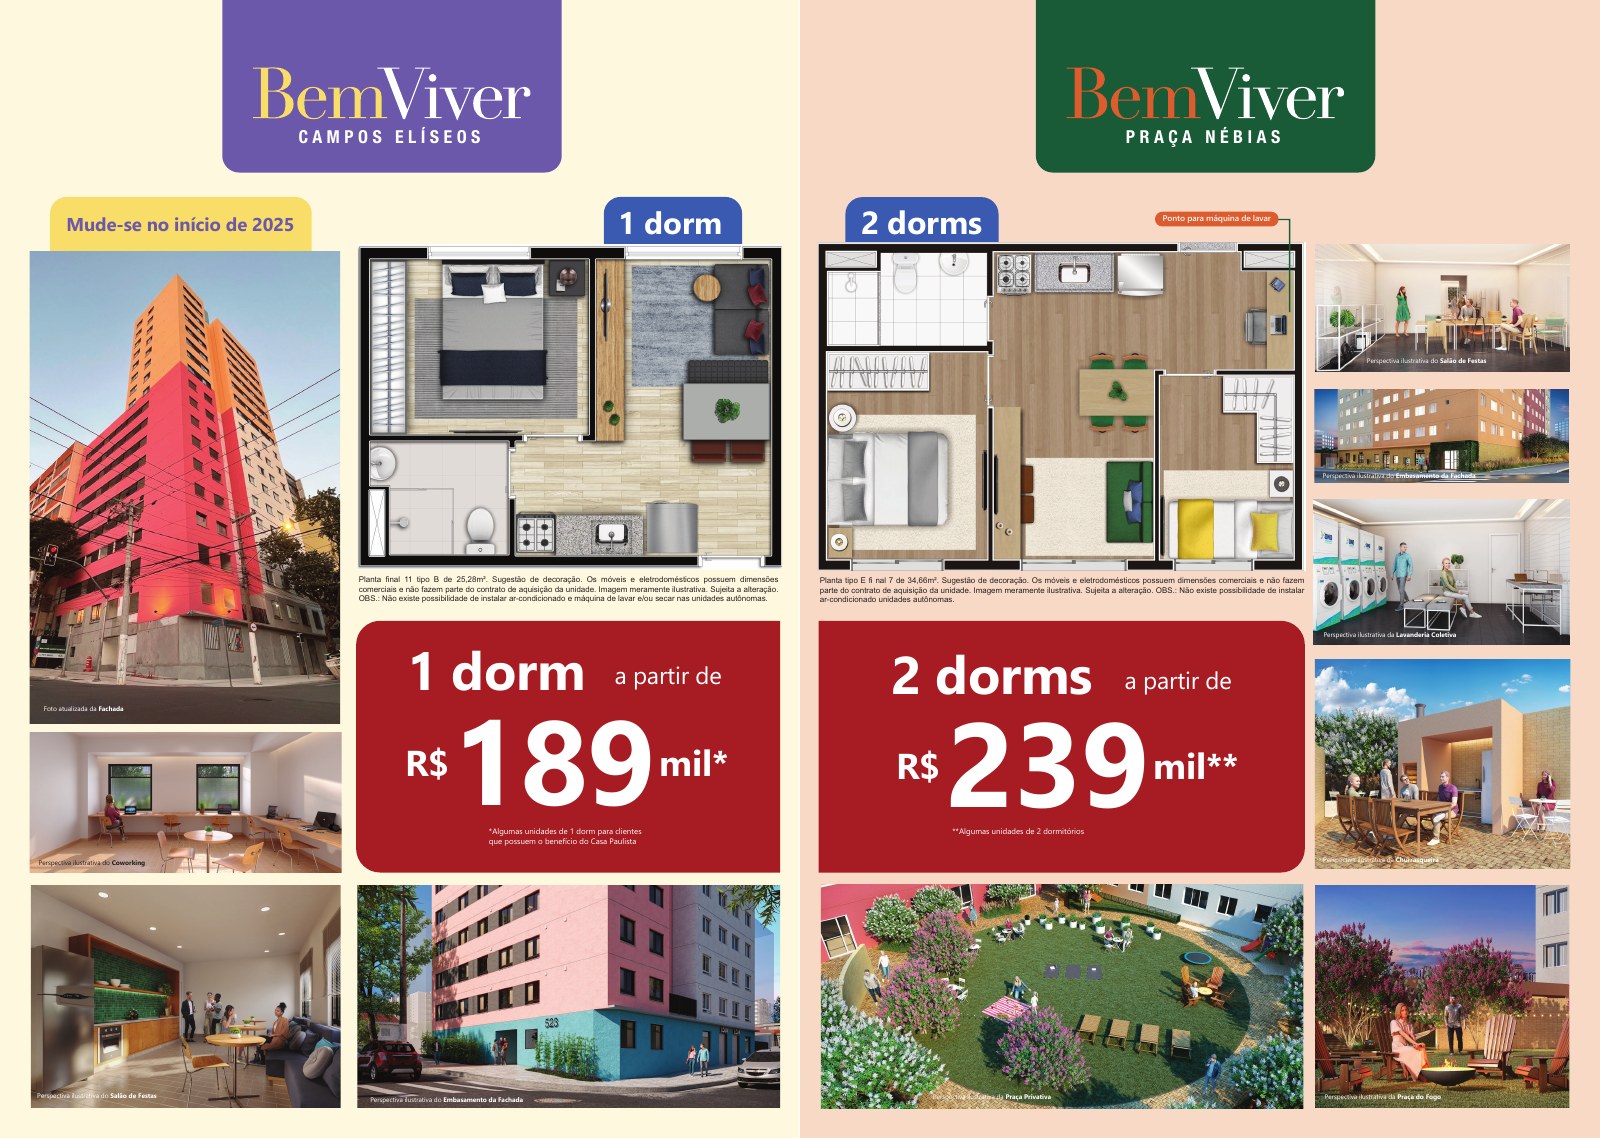 BemViver
CAMPOS ELÍSEOS
Mude-se no início de 2025
1 dorm
Foto atualizada da Fachada
Planta final 11 tipo B de 25,28m². Sugestão de decoração. Os móveis e eletrodomésticos possuem dimensões
comerciais e não fazem parte do contrato de aquisição da unidade. Imagem meramente ilustrativa. Sujeita a alteração.
OBS.: Não existe possibilidade de instalar ar-condicionado e máquina de lavar e/ou secar nas unidades autônomas.
1 dorm a partir de
R$ 189 mil*
*Algumas unidades de 1 dorm para clientes
que possuem o benefício do Casa Paulista
Perspectiva ilustrativa do Coworking
Perspectiva ilustrativa do Salão de Festas
523
Perspectiva ilustrativa do Embasamento da Fachada
BemViver
PRAÇA NÉBIAS
2 dorms
Ponto para máquina de lavar
Planta tipo E fi nal 7 de 34,66m². Sugestão de decoração. Os móveis e eletrodomésticos possuem dimensões comerciais e não fazem
parte do contrato de aquisição da unidade. Imagem meramente ilustrativa. Sujeita a alteração. OBS.: Não existe possibilidade de instalar
ar-condicionado unidades autônomas.
2 dorms a partir de
R$ 239 mil**
**Algumas unidades de 2 dormitórios
Perspectiva ilustrativa do Salão de Festas
Perspectiva ilustrativa do Embasamento da Fachada
Perspectiva ilustrativa da Lavanderia Coletiva
Perspectiva ilustrativa da Churrasqueira
Perspectiva ilustrativa da Praça Privativa
Perspectiva ilustrativa da Praça do Fogo